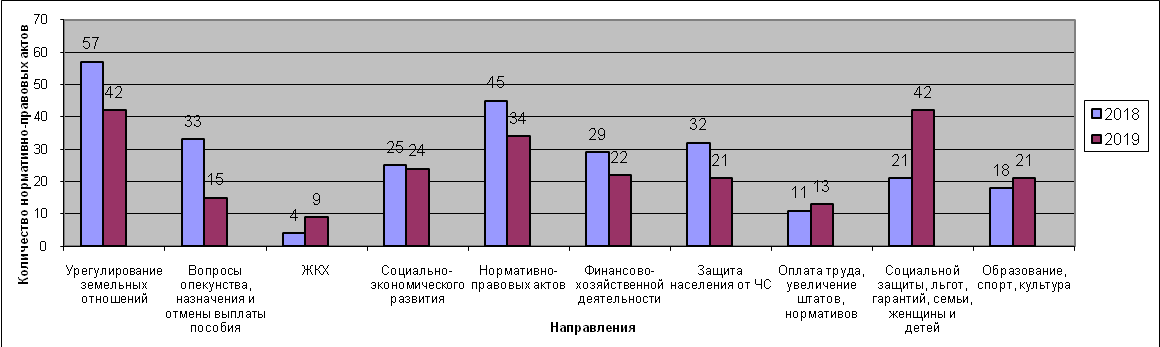 Количество нормативно-правовых актов
70
60
50
40
30
20
10
0
57
42
33
15
4
9
25
24
45
34
29
22
32
21
11
13
21
42
18
21
Урегулирование
земельных
отношений
Вопросы
опекунства,
назначения и
отмены выплаты
пособия
ЖКХ
Социально-
экономического
развития
Нормативно-
правовых актов
Финансово-
хозяйственной
деятельности
Защита
населения от ЧС
Оплата труда,
увеличение
штатов,
нормативов
Социальной
защиты, льгот,
гарантий, семьи,
женщины и
детей
Образование,
спорт, культура
Направления
2018
2019